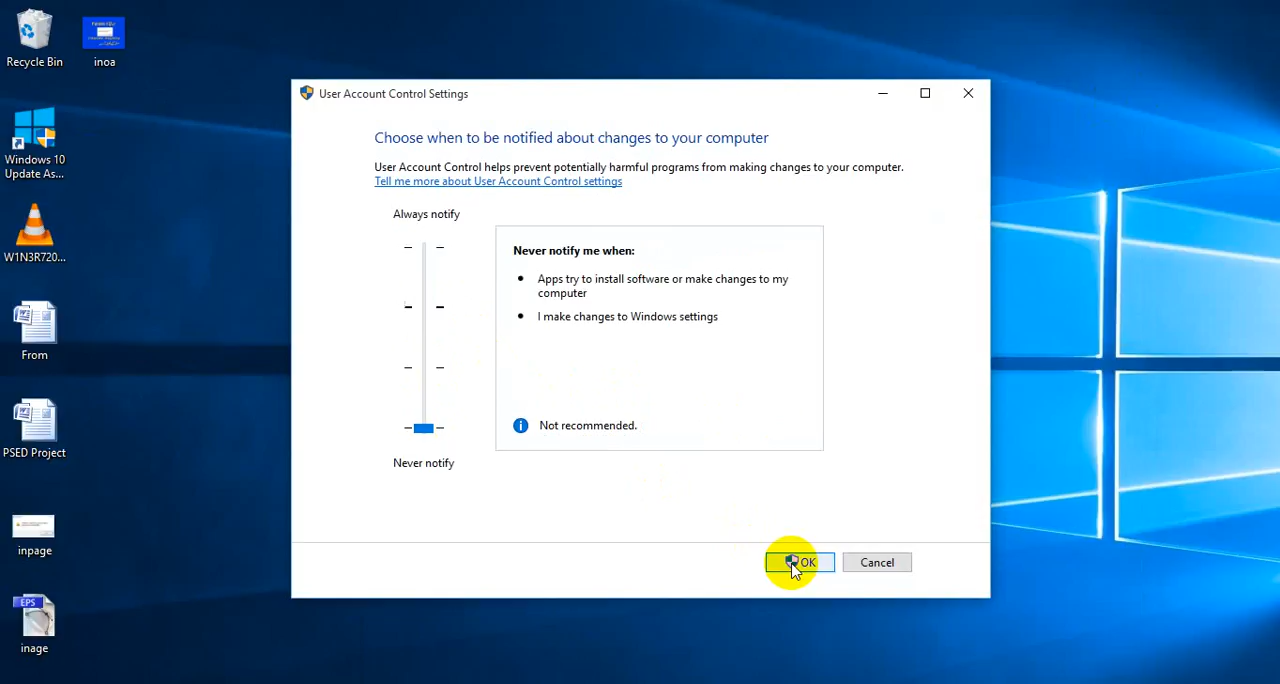 Recycle Bin
inoa
Windows 10
Update As...
W1N3R720...
From
PSED Project
inpage
EPS
inage
User Account Control Settings
Choose when to be notified about changes to your computer
User Account Control helps prevent potentially harmful programs from making changes to your computer.
Tell me more about User Account Control settings
Always notify
Never notify me when:
Apps try to install software or make changes to my
computer
I make changes to Windows settings
Not recommended.
Never notify
OK
Cancel